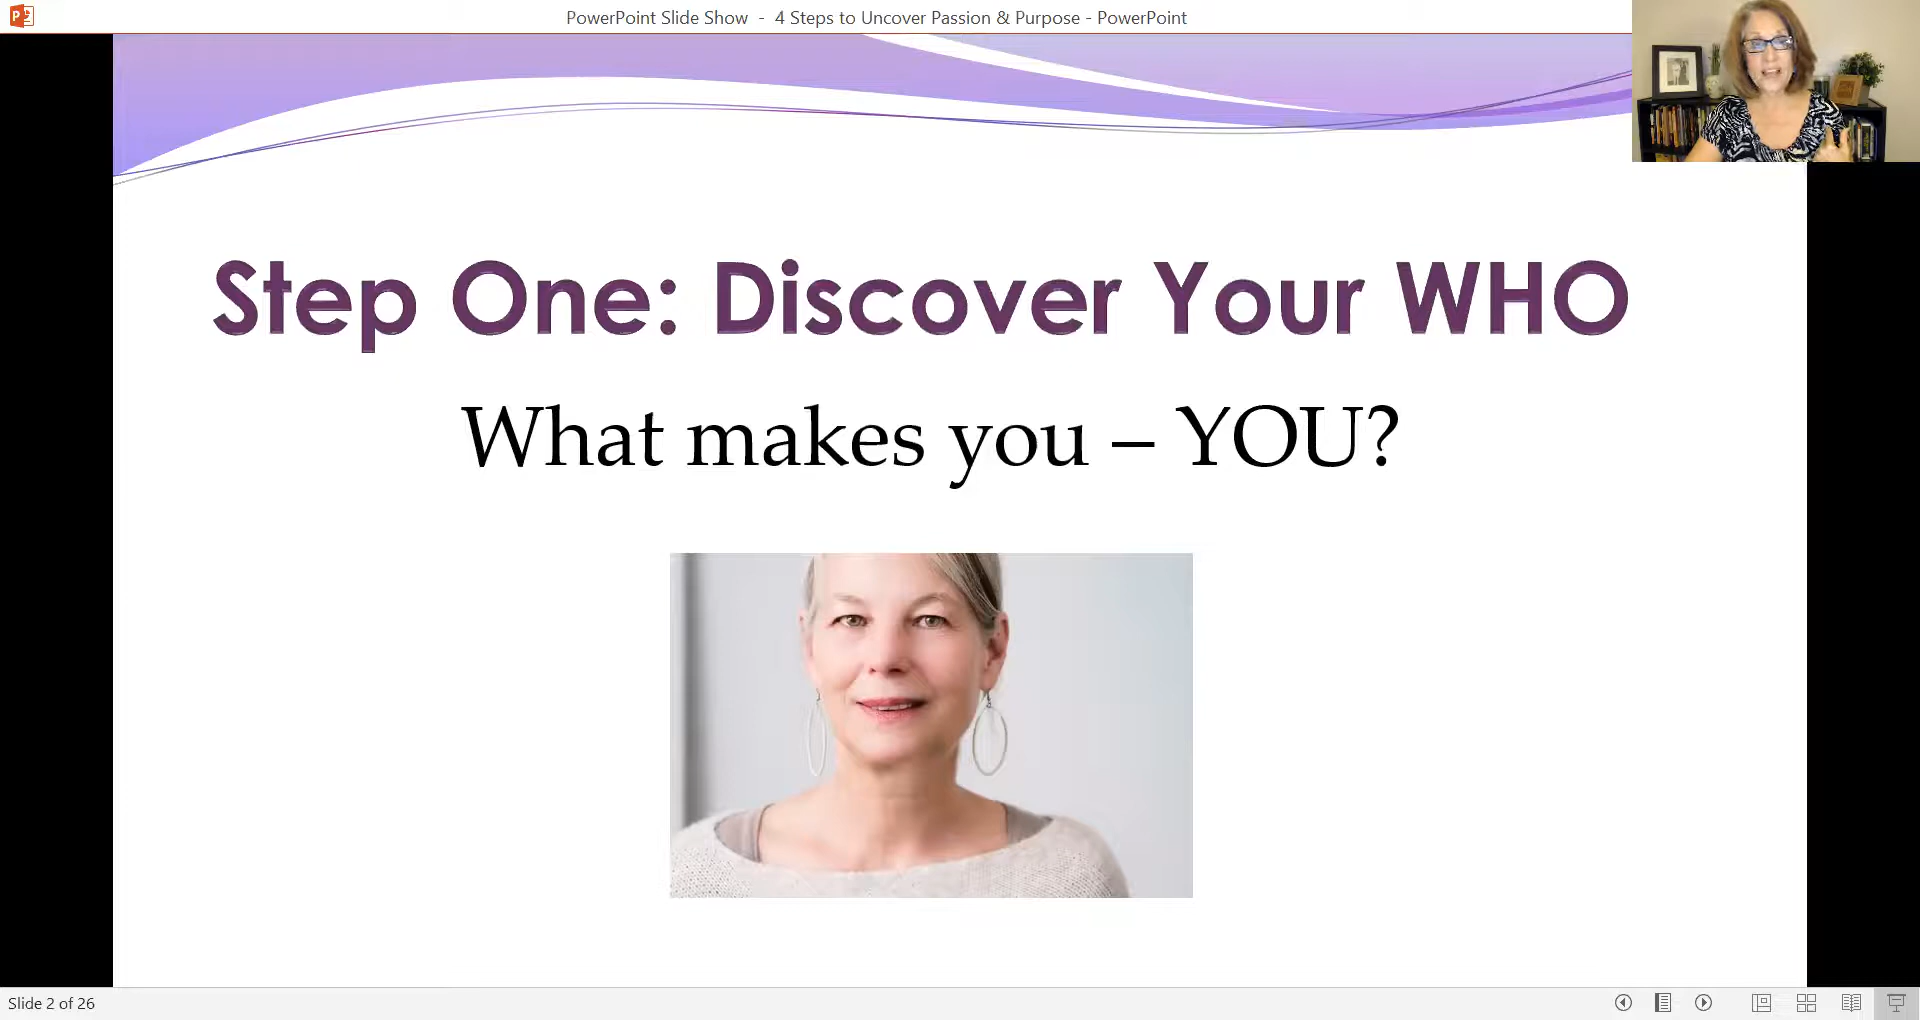 PowerPoint Slide Show - 4 Steps to Uncover Passion & Purpose - PowerPoint
Step One: Discover Your WHO
What makes you – YOU?
Slide 2 of 26